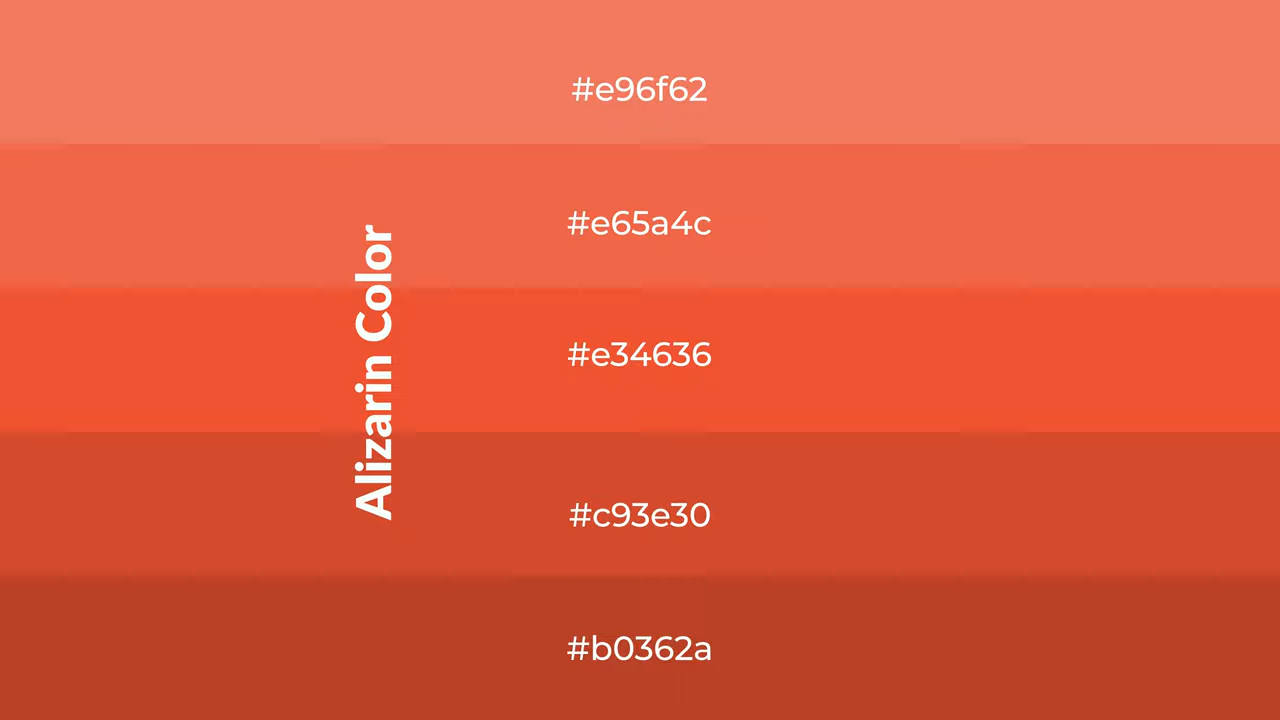 Alizarin Color
#e96f62
#e65a4c
#e34636
#c93e30
#b0362a